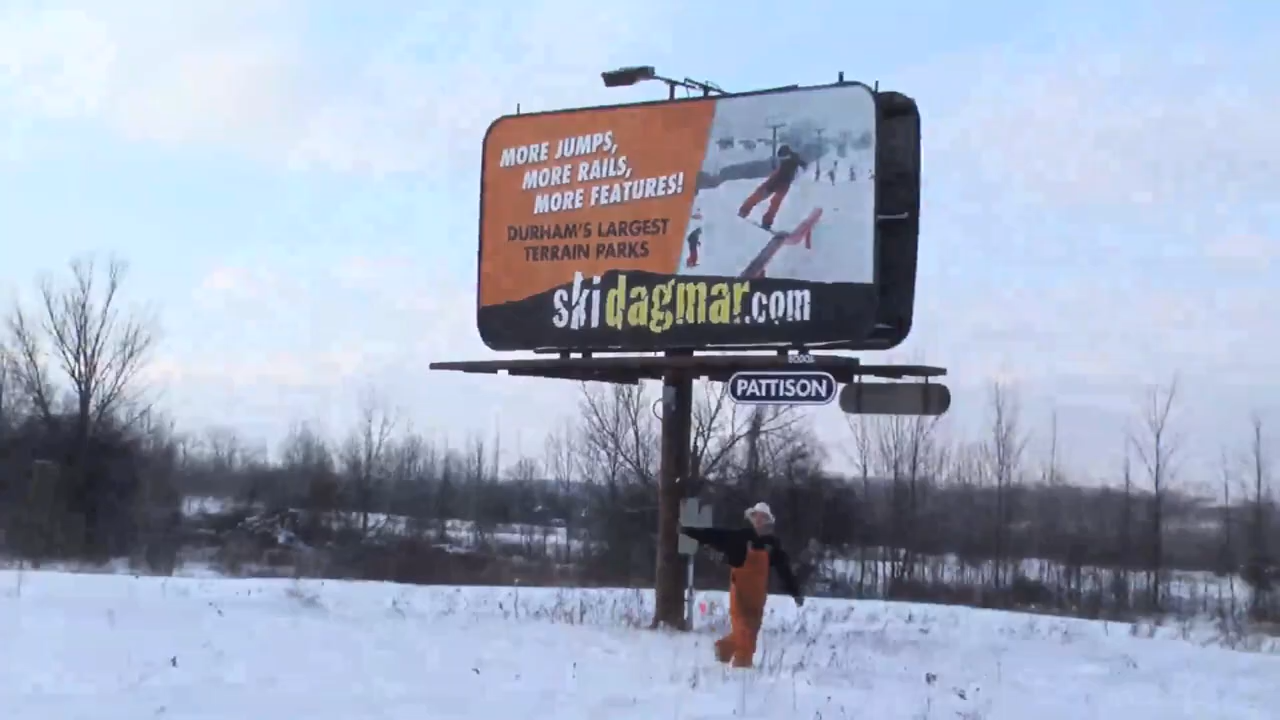 MORE JUMPS,
MORE RAILS,
MORE FEATURES!
DURHAM'S LARGEST
TERRAIN PARKS
skidagmar.com
PATTISON